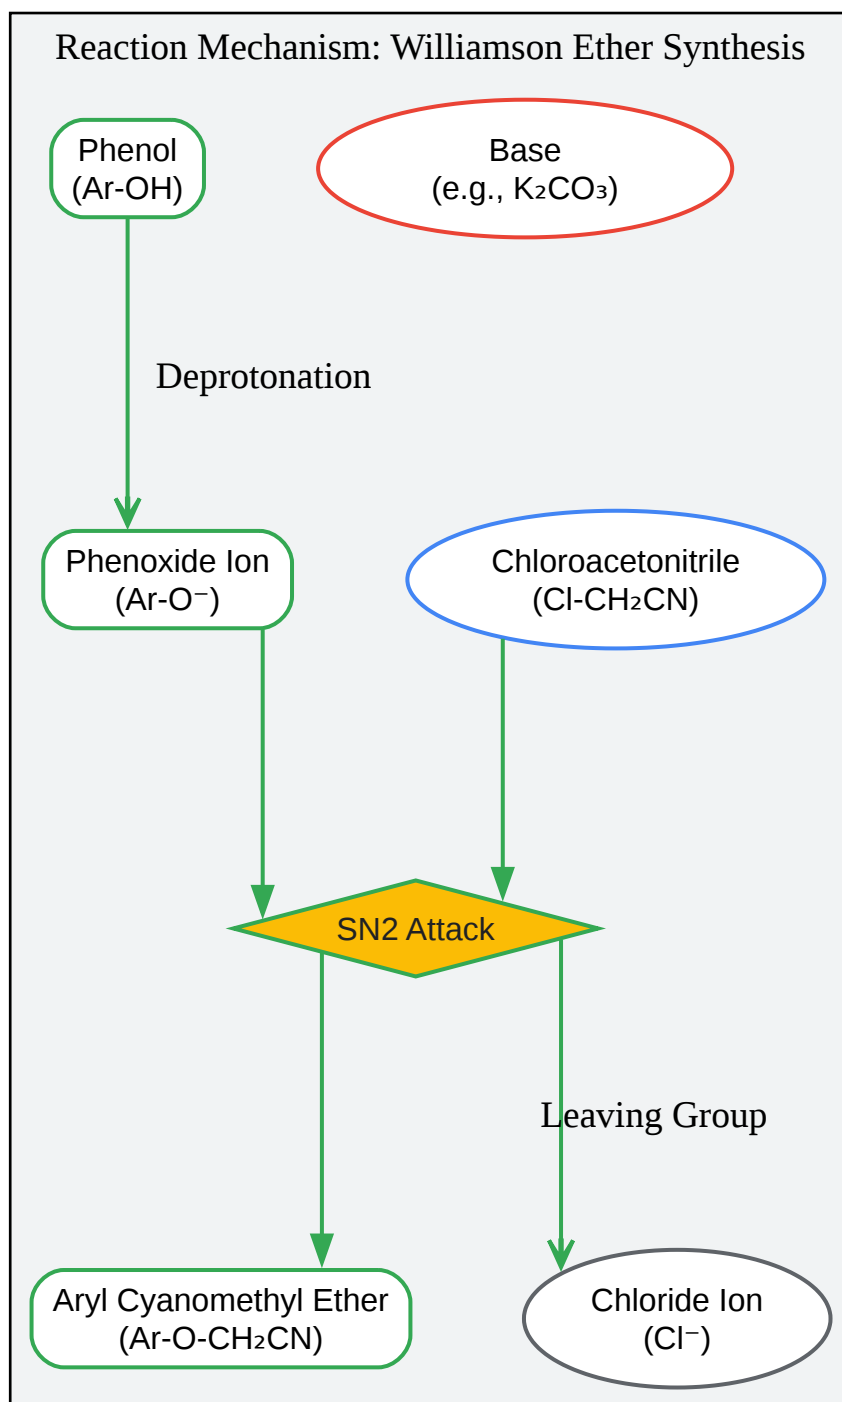 Reaction Mechanism: Williamson Ether Synthesis
Phenol
(Ar-OH)
Base
(e.g., K₂CO₃)
Deprotonation
Phenoxide Ion
(Ar-O⁻)
Chloroacetonitrile
(Cl-CH₂CN)
SN2 Attack
Leaving Group
Aryl Cyanomethyl Ether
(Ar-O-CH₂CN)
Chloride Ion
(Cl⁻)